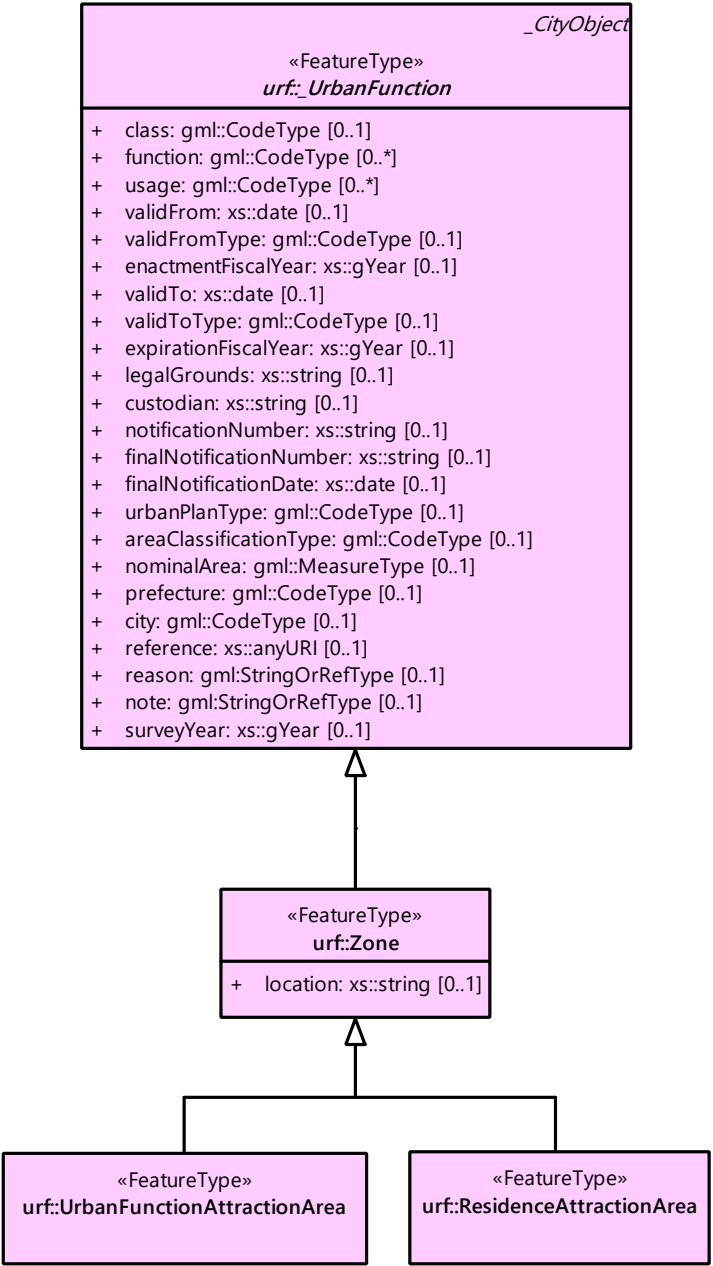 _CityObject
«FeatureType»
urf::_UrbanFunction
+ class: gml::CodeType [0..1]
+ function: gml::CodeType [0..*]
+ usage: gml::CodeType [0..*]
+ validFrom: xs::date [0..1]
+ validFromType: gml::CodeType [0..1]
+ enactmentFiscalYear: xs::gYear [0..1]
+ validTo: xs::date [0..1]
+ validToType: gml::CodeType [0..1]
+ expirationFiscalYear: xs::gYear [0..1]
+ legalGrounds: xs::string [0..1]
+ custodian: xs::string [0..1]
+ notificationNumber: xs::string [0..1]
+ finalNotificationNumber: xs::string [0..1]
+ finalNotificationDate: xs::date [0..1]
+ urbanPlanType: gml::CodeType [0..1]
+ areaClassificationType: gml::CodeType [0..1]
+ nominalArea: gml::MeasureType [0..1]
+ prefecture: gml::CodeType [0..1]
+ city: gml::CodeType [0..1]
+ reference: xs::anyURI [0..1]
+ reason: gml:StringOrRefType [0..1]
+ note: gml:StringOrRefType [0..1]
+ surveyYear: xs::gYear [0..1]
«FeatureType»
urf::Zone
+ location: xs::string [0..1]
«FeatureType»
urf::UrbanFunctionAttractionArea
«FeatureType»
urf::ResidenceAttractionArea